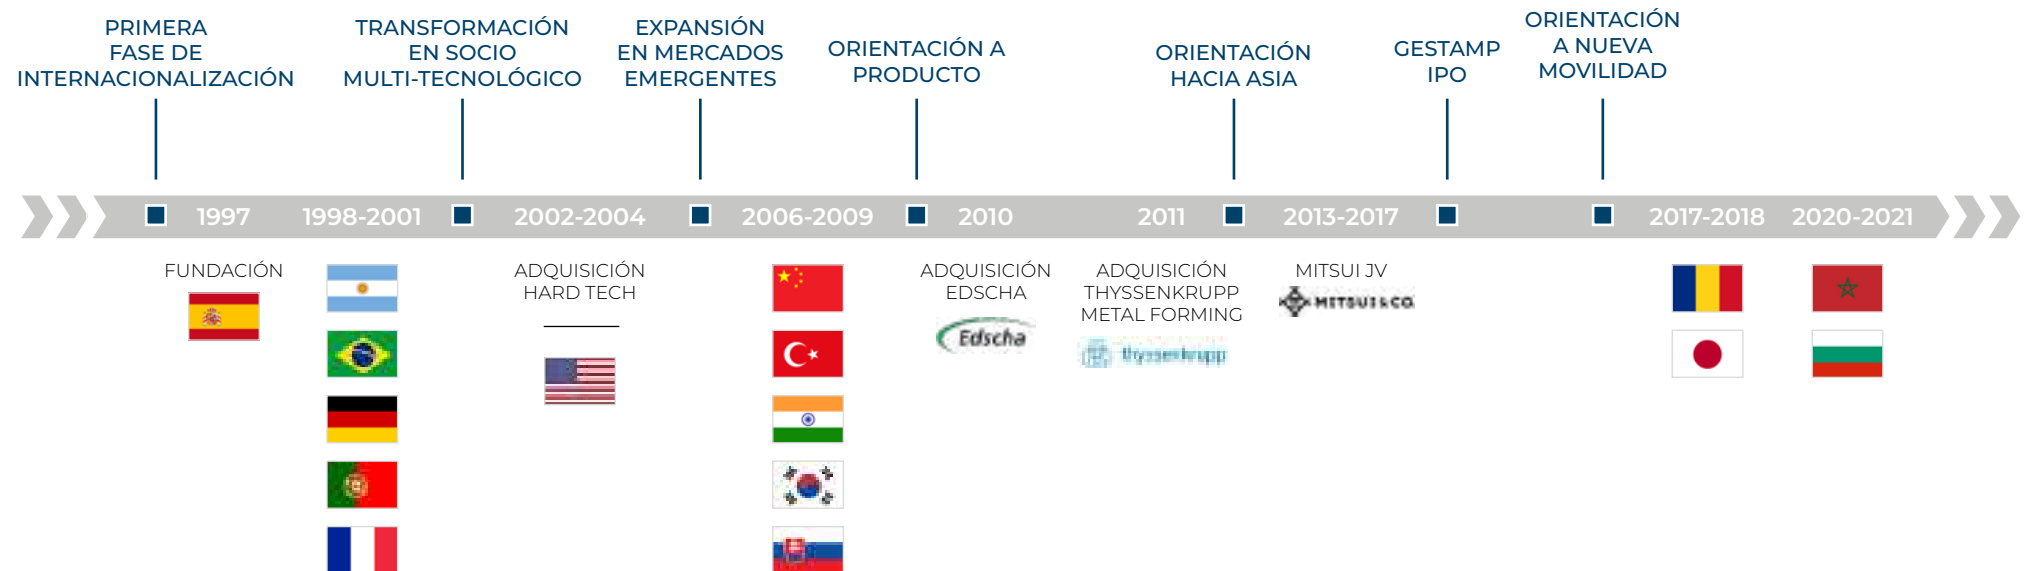 PRIMERA
FASE DE
INTERNACIONALIZACIÓN
TRANSFORMACIÓN
EN SOCIO
MULTI-TECNOLÓGICO
EXPANSIÓN
EN MERCADOS
EMERGENTES
ORIENTACIÓN A
PRODUCTO
ORIENTACIÓN
HACIA ASIA
GESTAMP
IPO
ORIENTACIÓN
A NUEVA
MOVILIDAD
1997
1998-2001
2002-2004
2006-2009
2010
2011
2013-2017
2017-2018
2020-2021
FUNDACIÓN
ADQUISICIÓN
HARD TECH
ADQUISICIÓN
EDSCHA
Edscha
ADQUISICIÓN
THYSSENKRUPP
METAL FORMING
thyssenkrupp
MITSUI JV
MITSUI & CO.